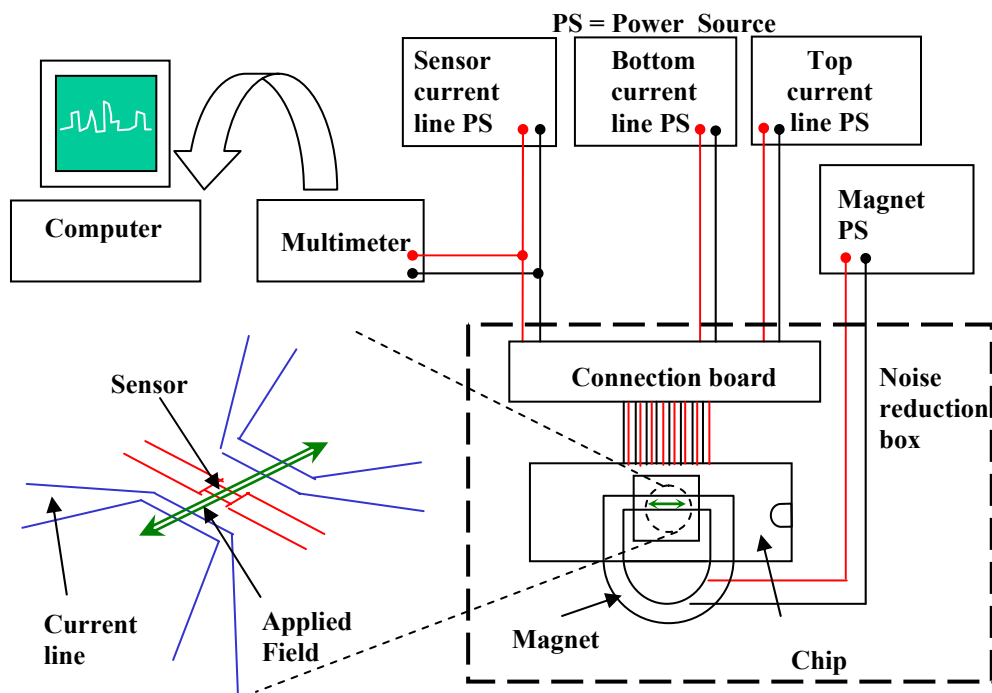 PS = Power Source
Sensor
current
line PS
Bottom
current
line PS
Top
current
line PS
Magnet
PS
Computer
Multimeter
Connection board
Noise
reduction
box
Sensor
Current
line
Applied
Field
Magnet
Chip